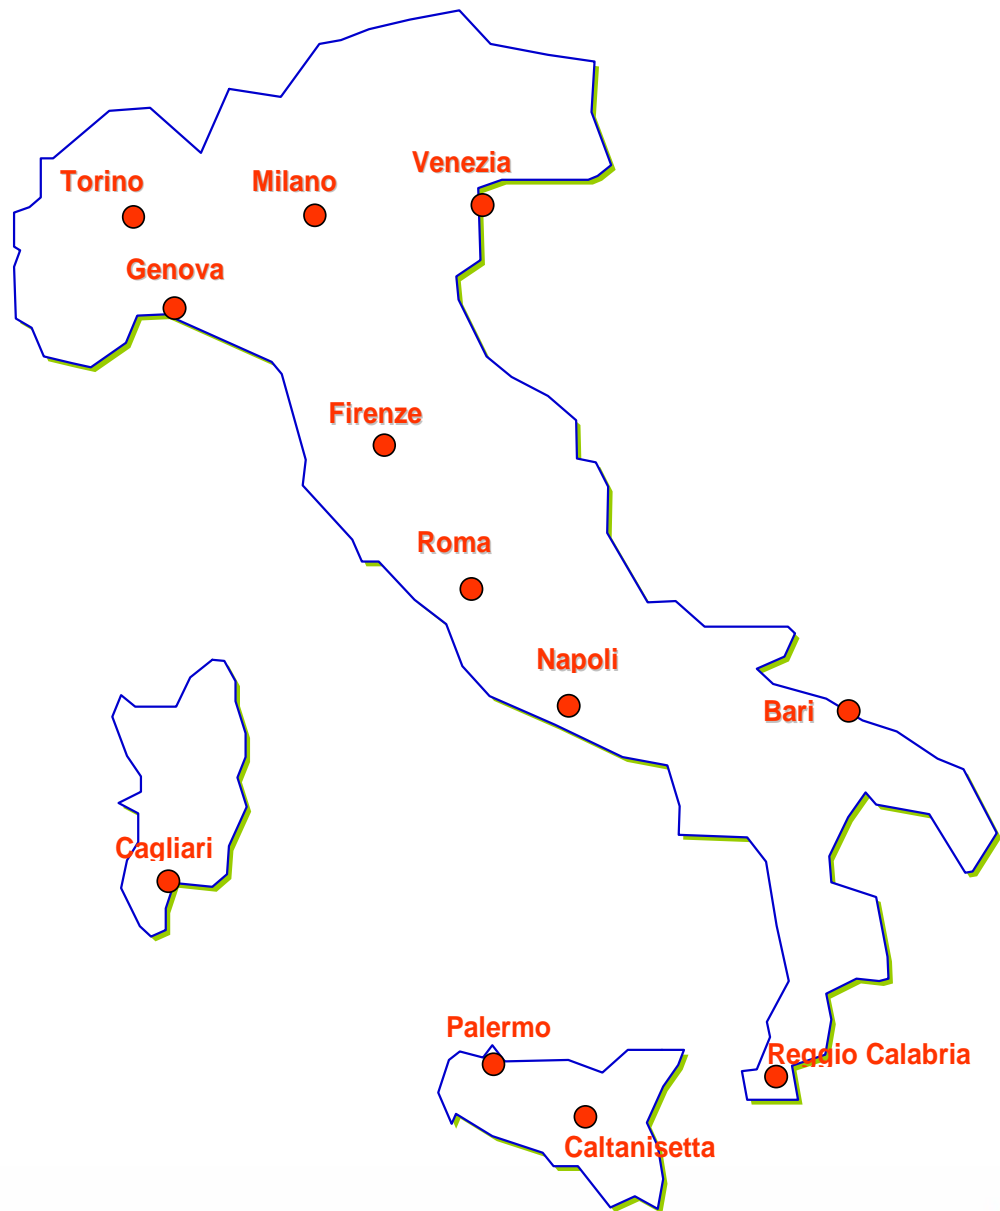 Venezia
Torino
Milano
Genova
Firenze
Roma
Napoli
Bari
Cagliari
Palermo
Reggio Calabria
Caltanisetta